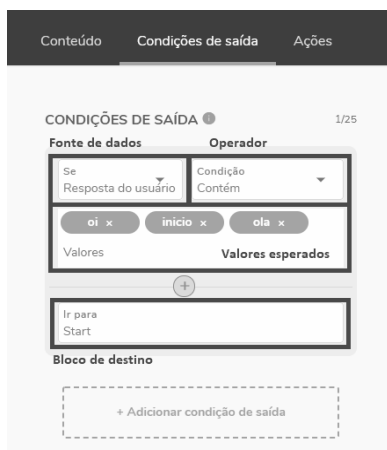 Conteúdo Condições de saída Ações
CONDIÇÕES DE SAÍDA 1/25
Fonte de dados Operador
Se Condição
Resposta do usuário Contém
oi × inicio × ola ×
Valores Valores esperados
+
Ir para
Start
Bloco de destino
+ Adicionar condição de saída